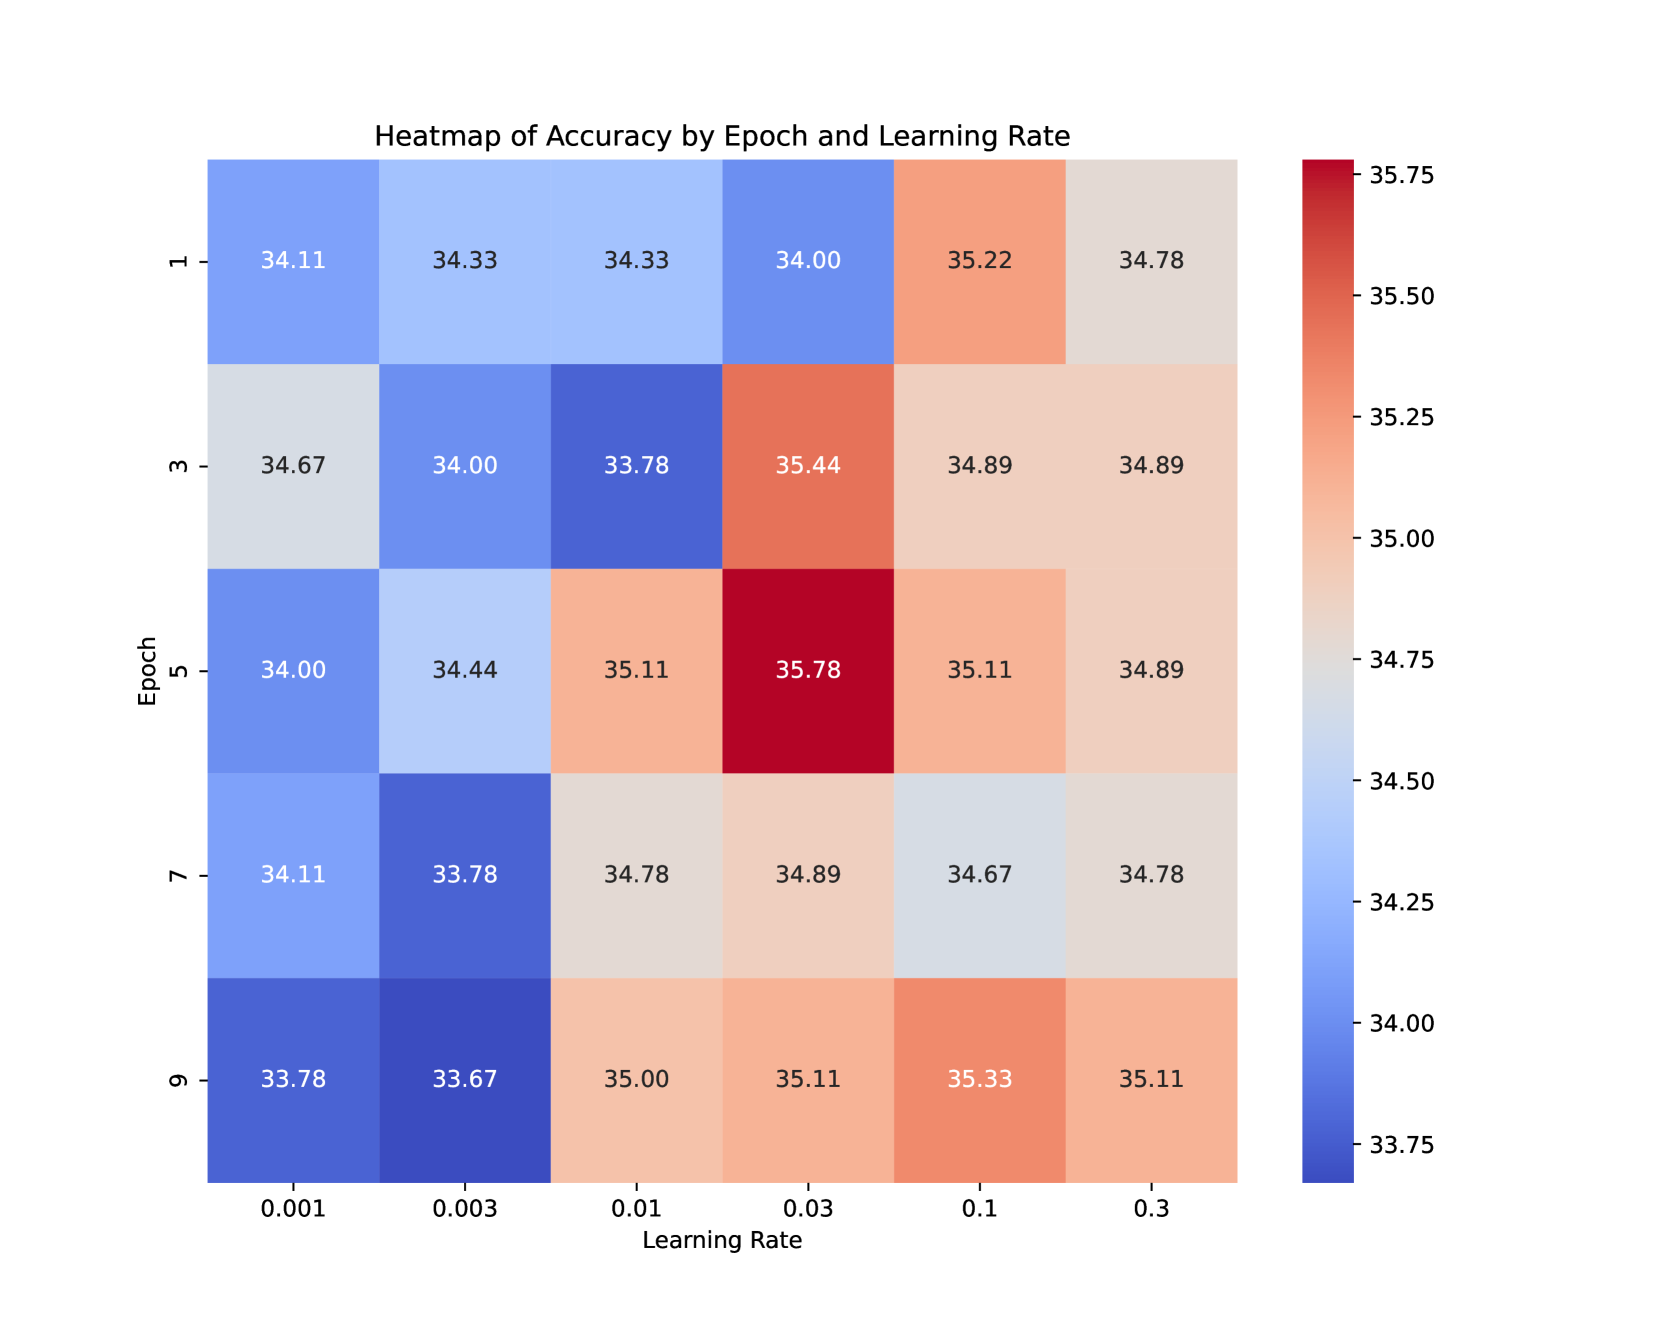 Heatmap of Accuracy by Epoch and Learning Rate
1 34.11 34.33 34.33 34.00 35.22 34.78
3 34.67 34.00 33.78 35.44 34.89 34.89
5 34.00 34.44 35.11 35.78 35.11 34.89
7 34.11 33.78 34.78 34.89 34.67 34.78
9 33.78 33.67 35.00 35.11 35.33 35.11
Epoch
0.001 0.003 0.01 0.03 0.1 0.3
Learning Rate
35.75
35.50
35.25
35.00
34.75
34.50
34.25
34.00
33.75